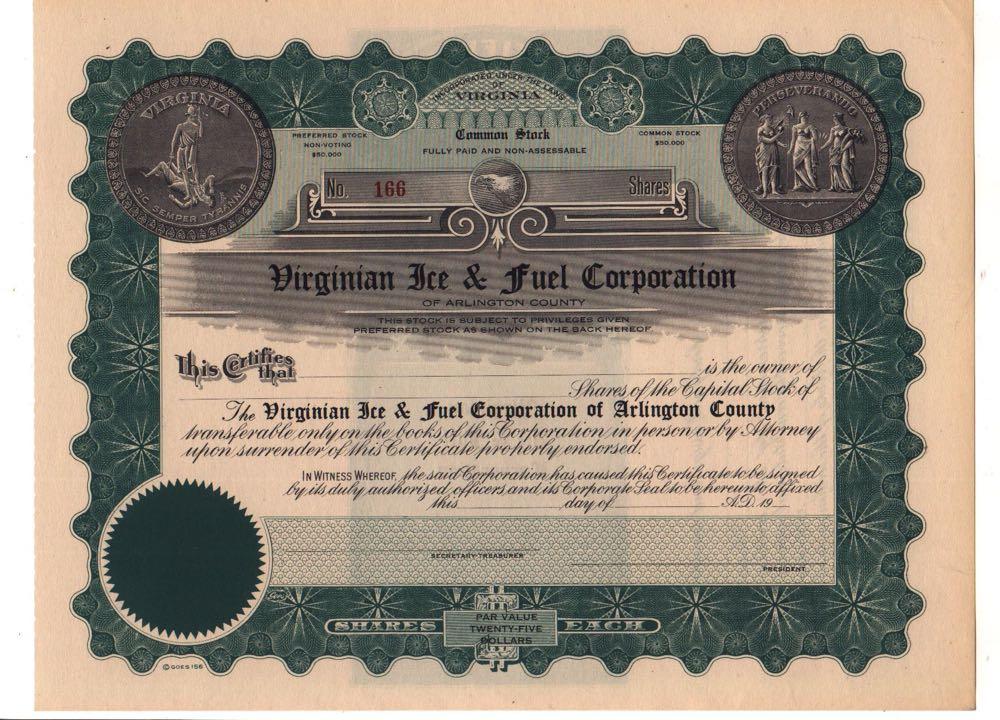 VIRGINIA
SIC SEMPER TYRANIS
INCORPORATED UNDER THE LAWS
OF
VIRGINIA
PERSEVERANDO
PREFERRED STOCK
NON-VOTING
$50.000
Common Stock
FULLY PAID AND NON-ASSESSABLE
COMMON STOCK
$50.000
No. 166 Shares
Virginian Ice & Fuel Corporation
OF ARLINGTON COUNTY
THIS STOCK IS SUBJECT TO PRIVILEGES GIVEN
PREFERRED STOCK AS SHOWN ON THE BACK HEREOF
This Certifies that is the owner of
Shares of the Capital Stock of
The Virginian Ice & Fuel Corporation of Arlington County
transferable only on the books of this Corporation in person or by Attorney
upon surrender of this Certificate properly endorsed.
IN WITNESS WHEREOF, the said Corporation has caused this Certificate to be signed
by its duly authorized officers and its Corporate Seal to be hereunto affixed
this day of A.D. 19
SECRETARY-TREASURER
PRESIDENT
SHARES EACH
PAR VALUE
TWENTY-FIVE
DOLLARS
© GOES 156